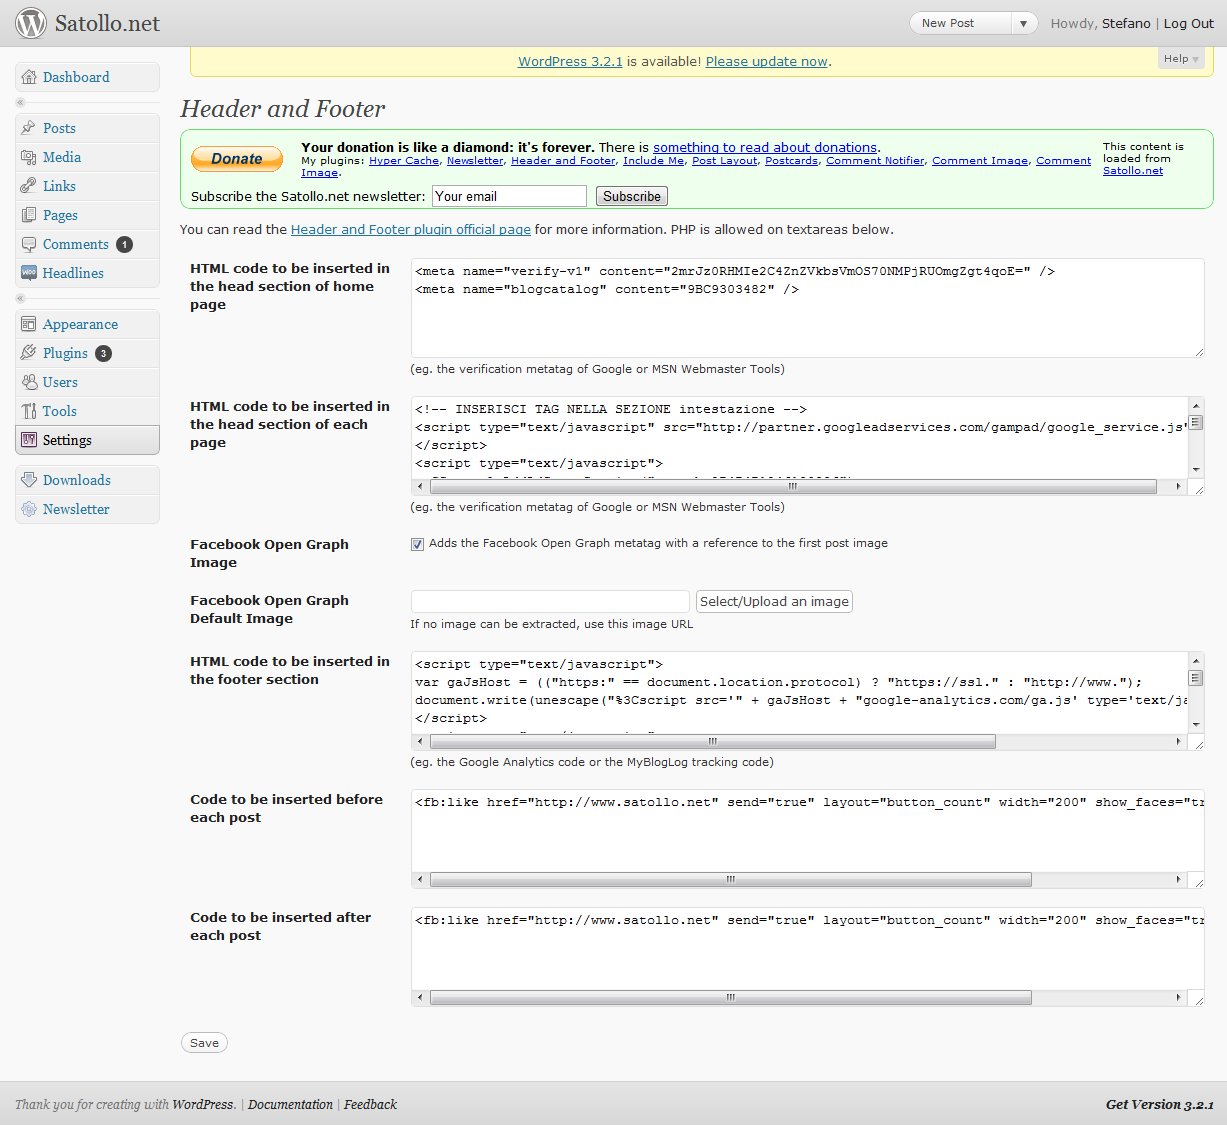 Satollo.net
New Post
Howdy, Stefano | Log Out
WordPress 3.2.1 is available! Please update now.
Help
Dashboard
Posts
Media
Links
Pages
Comments 1
Headlines
Appearance
Plugins 3
Users
Tools
Settings
Downloads
Newsletter
Header and Footer
Donate
Your donation is like a diamond: it's forever. There is something to read about donations.
My plugins: Hyper Cache, Newsletter, Header and Footer, Include Me, Post Layout, Postcards, Comment Notifier, Comment Image, Comment
Image.
This content is
loaded from
Satollo.net
Subscribe the Satollo.net newsletter: Your email Subscribe
You can read the Header and Footer plugin official page for more information. PHP is allowed on textareas below.
HTML code to be inserted in
the head section of home
page
<meta name="verify-v1" content="2mrJz0RHMIe2C4ZnZVkbsVmOS70NMPjRUOmgZgt4qoE=" />
<meta name="blogcatalog" content="9BC9303482" />
(eg. the verification metatag of Google or MSN Webmaster Tools)
HTML code to be inserted in
the head section of each
page
<!-- INSERISCI TAG NELLA SEZIONE intestazione -->
<script type="text/javascript" src="http://partner.googleadservices.com/gampad/google_service.js"
</script>
<script type="text/javascript">
(eg. the verification metatag of Google or MSN Webmaster Tools)
Facebook Open Graph
Image
Adds the Facebook Open Graph metatag with a reference to the first post image
Facebook Open Graph
Default Image
Select/Upload an image
If no image can be extracted, use this image URL
HTML code to be inserted in
the footer section
<script type="text/javascript">
var gaJsHost = (("https:" == document.location.protocol) ? "https://ssl." : "http://www.");
document.write(unescape("%3Cscript src='" + gaJsHost + "google-analytics.com/ga.js' type='text/ja
</script>
(eg. the Google Analytics code or the MyBlogLog tracking code)
Code to be inserted before
each post
<fb:like href="http://www.satollo.net" send="true" layout="button_count" width="200" show_faces="tr
Code to be inserted after
each post
<fb:like href="http://www.satollo.net" send="true" layout="button_count" width="200" show_faces="tr
Save
Thank you for creating with WordPress. | Documentation | Feedback
Get Version 3.2.1